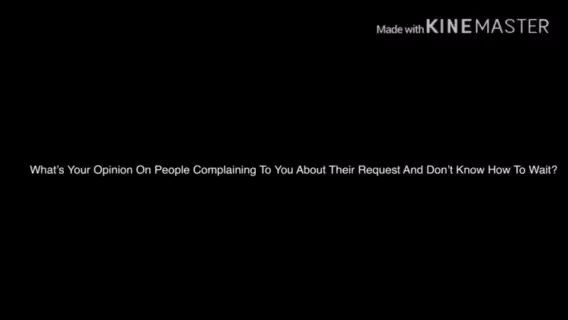 Made with KINEMASTER
What's Your Opinion On People Complaining To You About Their Request And Don't Know How To Wait?